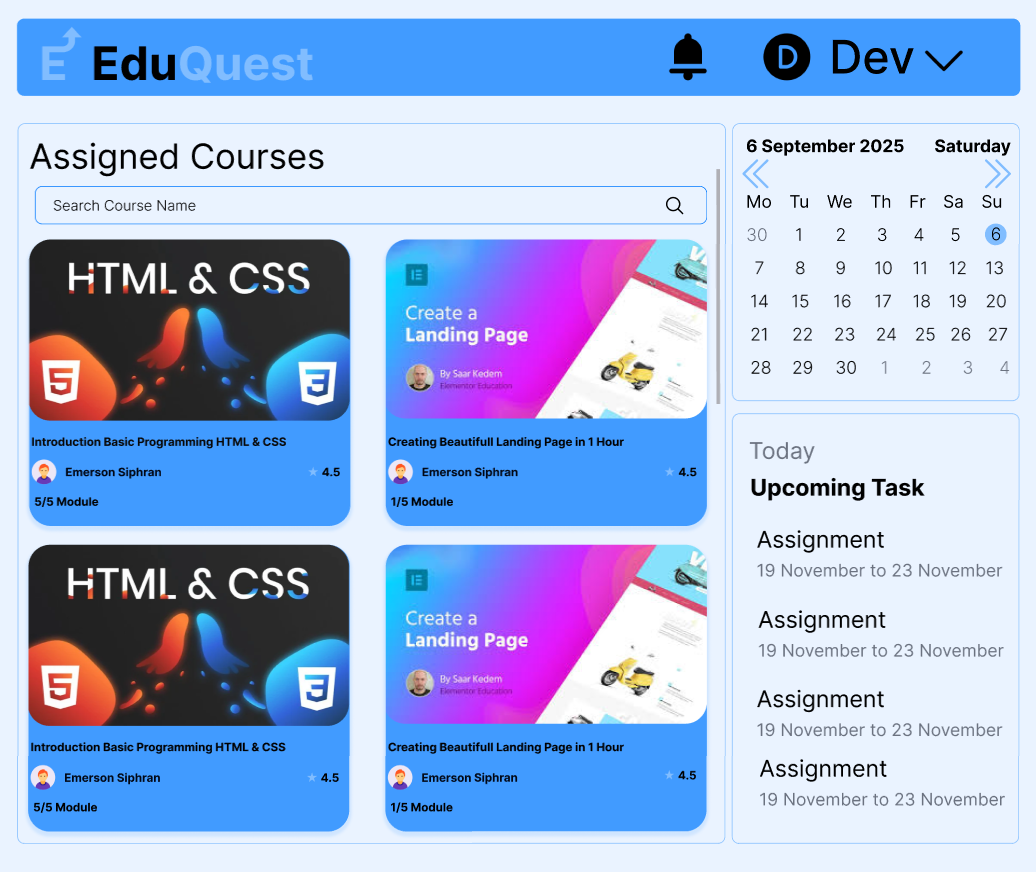 EduQuest
D Dev
Assigned Courses
Search Course Name
HTML & CSS
5
3
Introduction Basic Programming HTML & CSS
Emerson Siphran
4.5
5/5 Module
Create a
Landing Page
By Saar Kedem
Elementor Education
Creating Beautifull Landing Page in 1 Hour
Emerson Siphran
4.5
1/5 Module
HTML & CSS
5
3
Introduction Basic Programming HTML & CSS
Emerson Siphran
4.5
5/5 Module
Create a
Landing Page
By Saar Kedem
Elementor Education
Creating Beautifull Landing Page in 1 Hour
Emerson Siphran
4.5
1/5 Module
6 September 2025 Saturday
Mo Tu We Th Fr Sa Su
30 1 2 3 4 5 6
7 8 9 10 11 12 13
14 15 16 17 18 19 20
21 22 23 24 25 26 27
28 29 30 1 2 3 4
Today
Upcoming Task
Assignment
19 November to 23 November
Assignment
19 November to 23 November
Assignment
19 November to 23 November
Assignment
19 November to 23 November